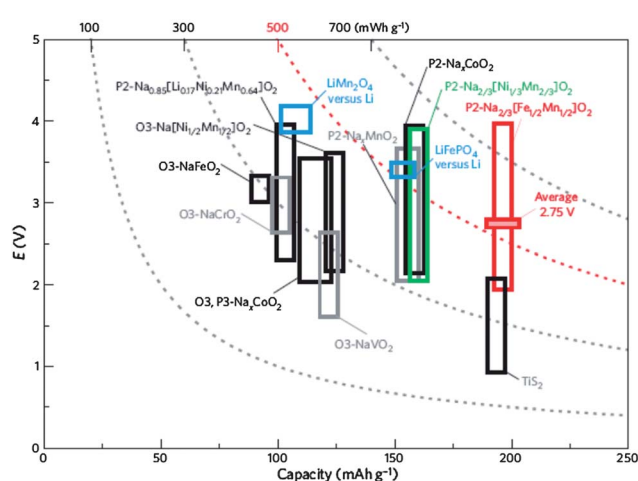 100 300 500 700 (mWh g⁻¹)
5
4
3
2
1
0
E (V)
P2-Na₀.₈₅[Li₀.₁₇Ni₀.₂₁Mn₀.₆₄]O₂
LiMn₂O₄
versus Li
P2-NaₓCoO₂
P2-Na₂/₃[Ni₁/₃Mn₂/₃]O₂
P2-Na₂/₃[Fe₁/₂Mn₁/₂]O₂
O3-Na[Ni₁/₂Mn₁/₂]O₂
P2-NaₓMnO₂
O3-NaFeO₂
LiFePO₄
versus Li
Average
2.75 V
O3-NaCrO₂
O3, P3-NaₓCoO₂
O3-NaVO₂
TiS₂
0 50 100 150 200 250
Capacity (mAh g⁻¹)